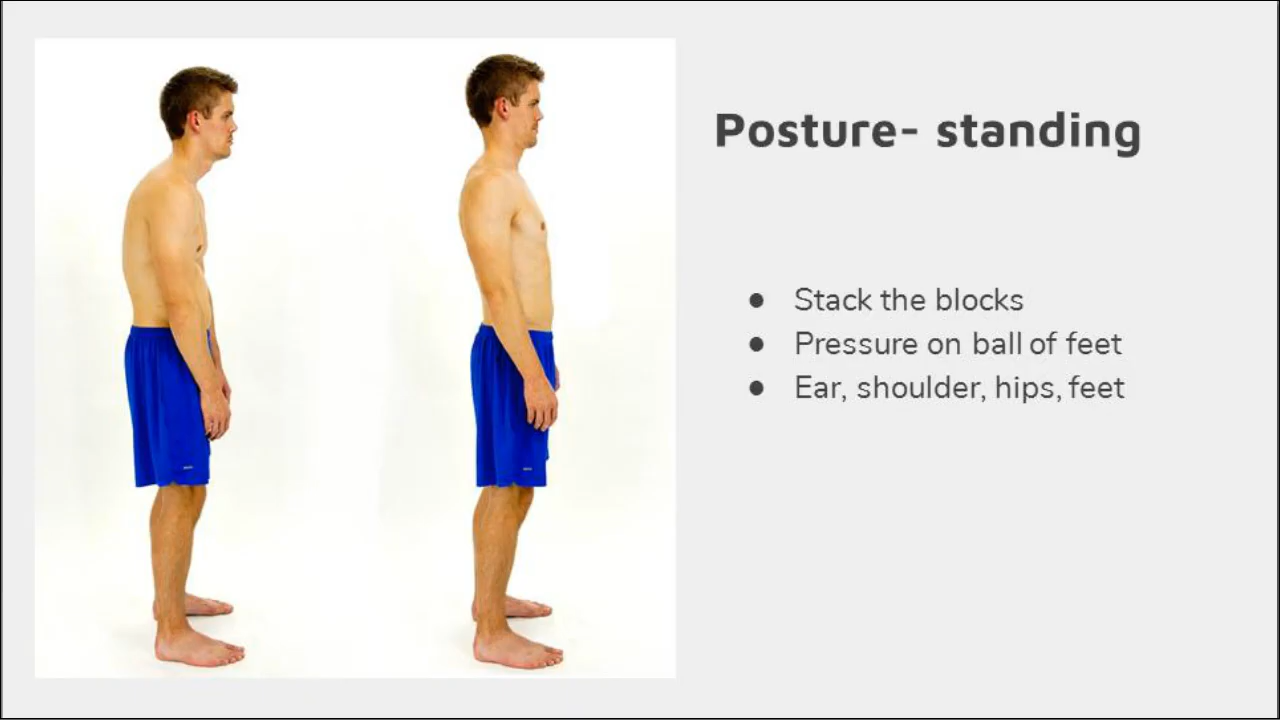 Posture- standing
● Stack the blocks
● Pressure on ball of feet
● Ear, shoulder, hips, feet